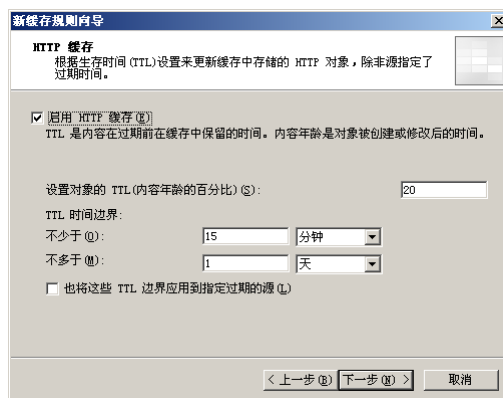 新缓存规则向导
HTTP 缓存
根据生存时间(TTL)设置来更新缓存中存储的 HTTP 对象，除非源指定了
过期时间。
启用 HTTP 缓存(E)
TTL 是内容在过期前在缓存中保留的时间。内容年龄是对象被创建或修改后的时间。
设置对象的 TTL(内容年龄的百分比)(S): 20
TTL 时间边界:
不少于(O): 15 分钟
不多于(M): 1 天
也将这些 TTL 边界应用到指定过期的源(L)
< 上一步(B) 下一步(N) > 取消